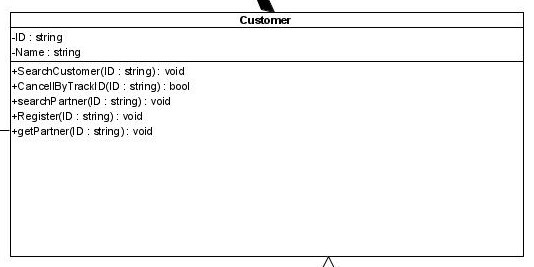 Customer
-ID : string
-Name : string
+SearchCustomer(ID : string) : void
+CancellByTrackID(ID : string) : bool
+searchPartner(ID : string) : void
+Register(ID : string) : void
+getPartner(ID : string) : void